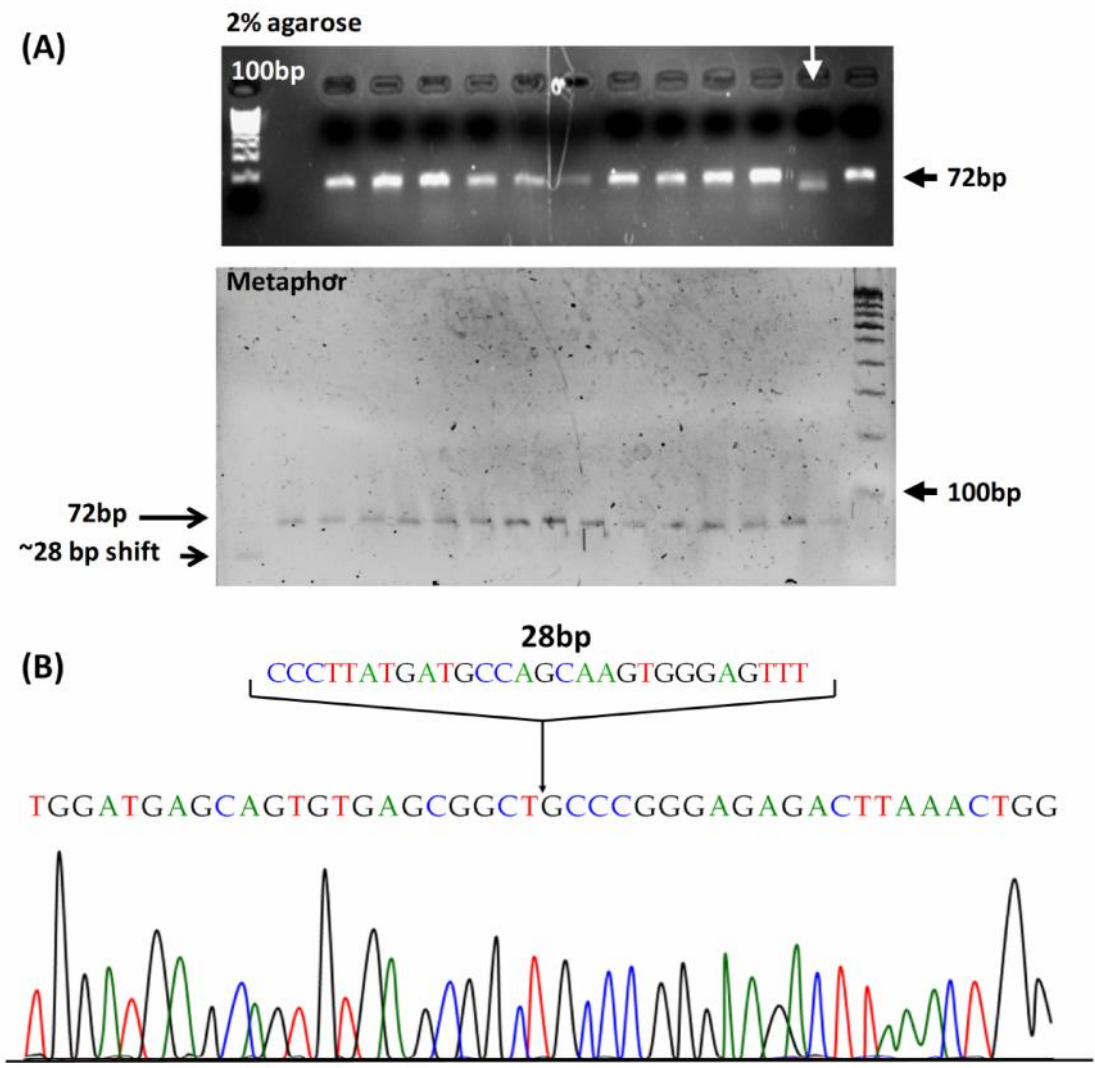 (A)
2% agarose
100bp
72bp
Metaphor
100bp
72bp
~28 bp shift
(B)
28bp
CCCTTATGATGCCAGCAAGTGGGAGTTT
TGGATGAGCAGTGTGAGCGGCTGCCCGGGAGAGACTTAAACTGG